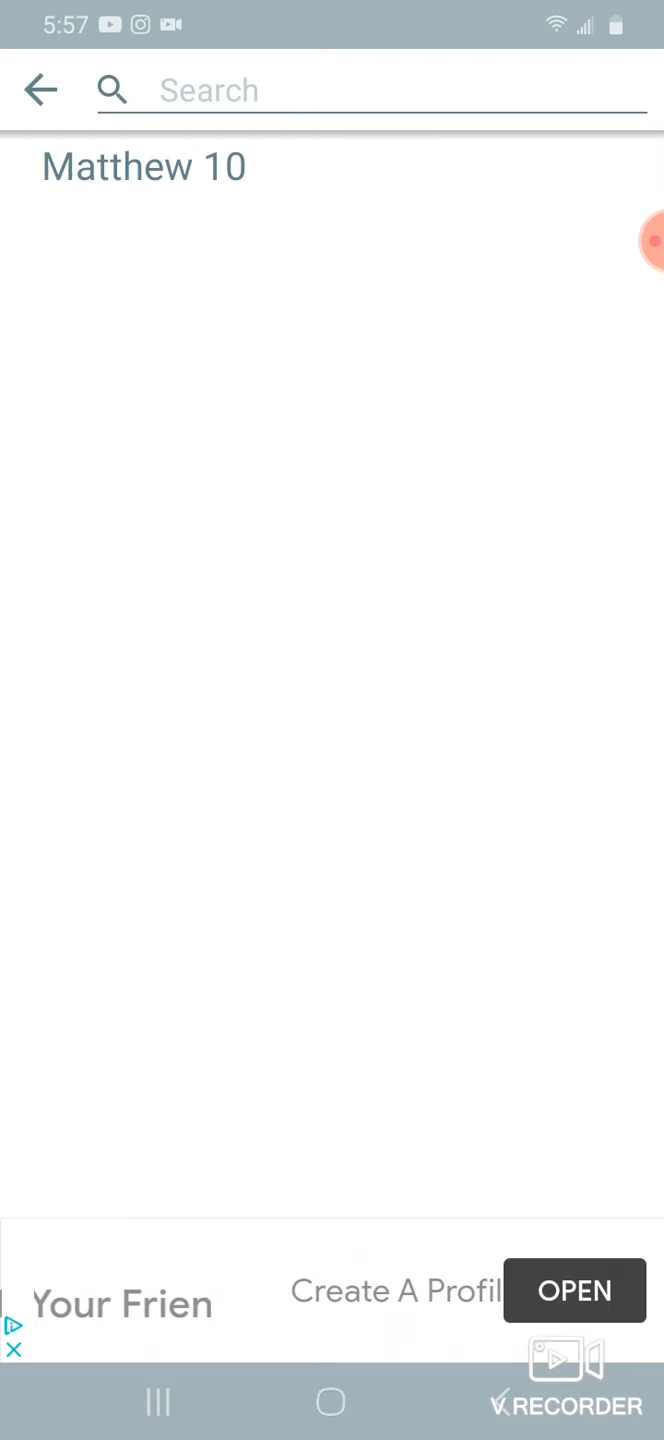 5:57
Search
Matthew 10
Your Frien
Create A Profil
OPEN
V.RECORDER